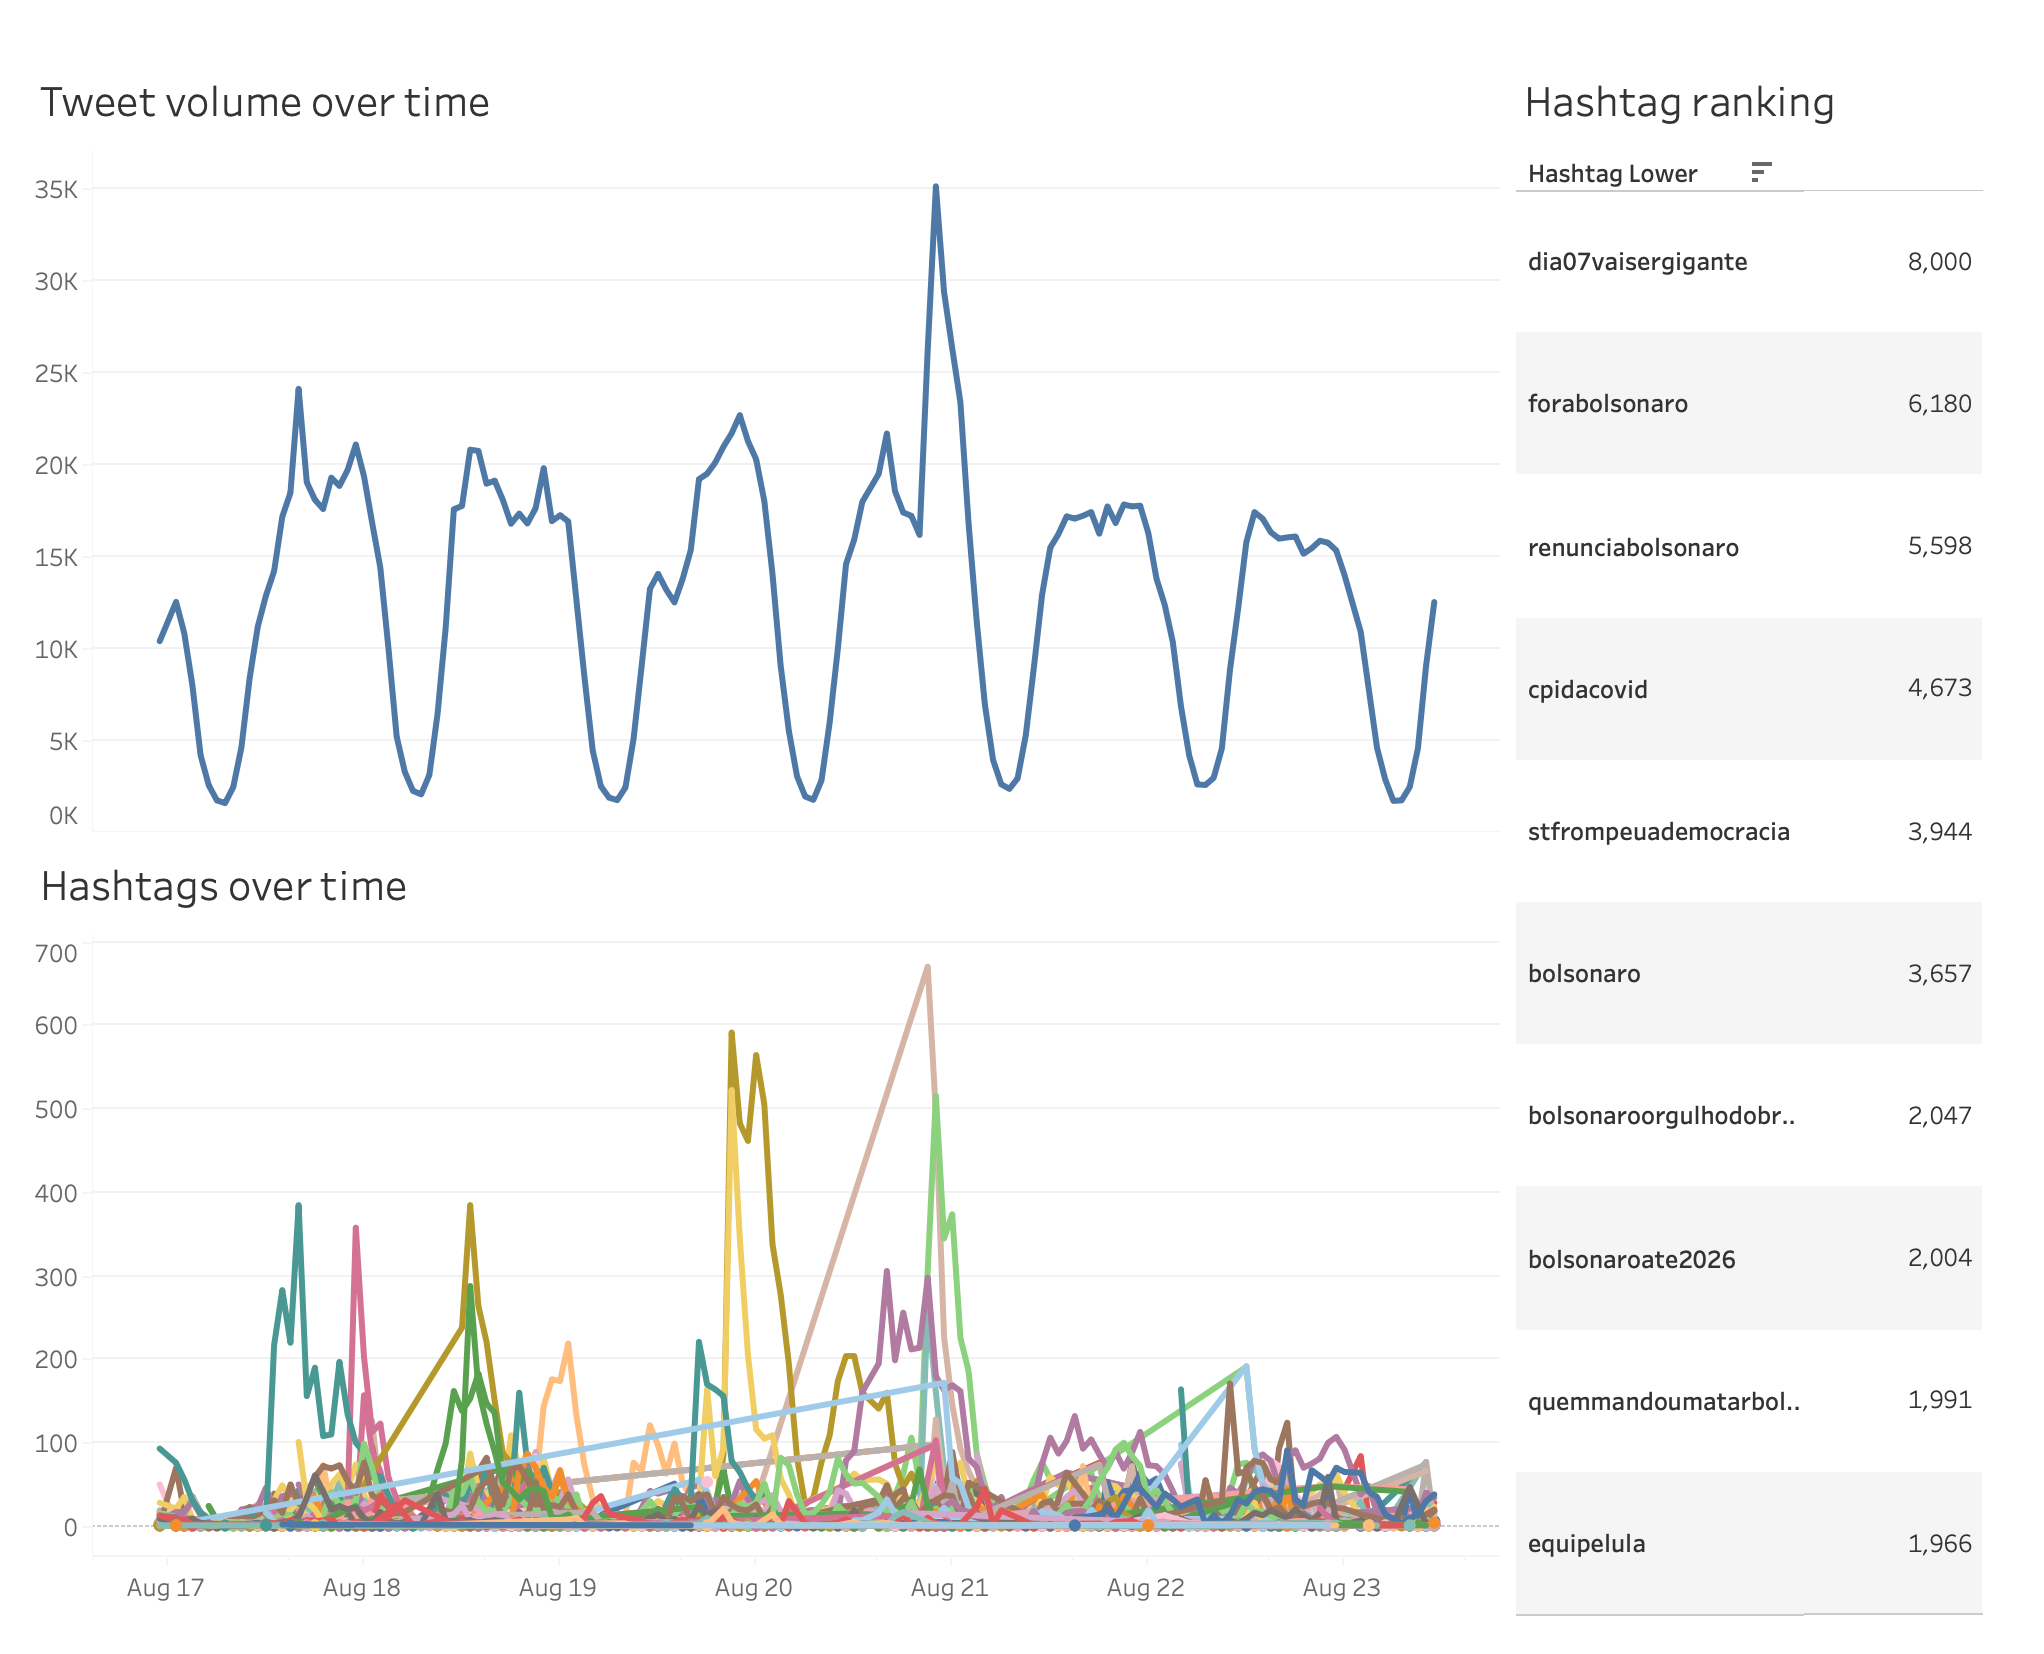 Tweet volume over time
35K
30K
25K
20K
15K
10K
5K
0K
Hashtags over time
700
600
500
400
300
200
100
0
Aug 17 Aug 18 Aug 19 Aug 20 Aug 21 Aug 22 Aug 23
Hashtag ranking
Hashtag Lower
dia07vaisergigante 8,000
forabolsonaro 6,180
renunciabolsonaro 5,598
cpidacovid 4,673
stfrompeuademocracia 3,944
bolsonaro 3,657
bolsonaroorgulhodobr.. 2,047
bolsonaroate2026 2,004
quemmandoumatarbol.. 1,991
equipelula 1,966